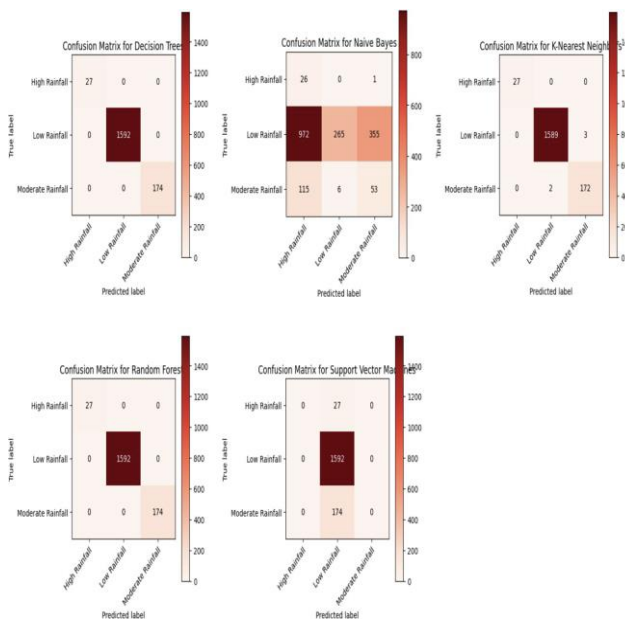 Confusion Matrix for Decision Trees
True label
High Rainfall
Low Rainfall
Moderate Rainfall
27 0 0
0 1592 0
0 0 174
High Rainfall
Low Rainfall
Moderate Rainfall
Predicted label
1400
1200
1000
800
600
400
200
0
Confusion Matrix for Naive Bayes
True label
High Rainfall
Low Rainfall
Moderate Rainfall
26 0 1
972 265 355
115 6 53
High Rainfall
Low Rainfall
Moderate Rainfall
Predicted label
800
600
400
200
0
Confusion Matrix for K-Nearest Neighbors
True label
High Rainfall
Low Rainfall
Moderate Rainfall
27 0 0
0 1589 3
0 2 172
High Rainfall
Low Rainfall
Moderate Rainfall
Predicted label
0
Confusion Matrix for Random Forest
True label
High Rainfall
Low Rainfall
Moderate Rainfall
27 0 0
0 1592 0
0 0 174
High Rainfall
Low Rainfall
Moderate Rainfall
Predicted label
1400
1200
1000
800
600
400
200
0
Confusion Matrix for Support Vector Machines
True label
High Rainfall
Low Rainfall
Moderate Rainfall
0 27 0
0 1592 0
0 174 0
High Rainfall
Low Rainfall
Moderate Rainfall
Predicted label
1400
1200
1000
800
600
400
200
0